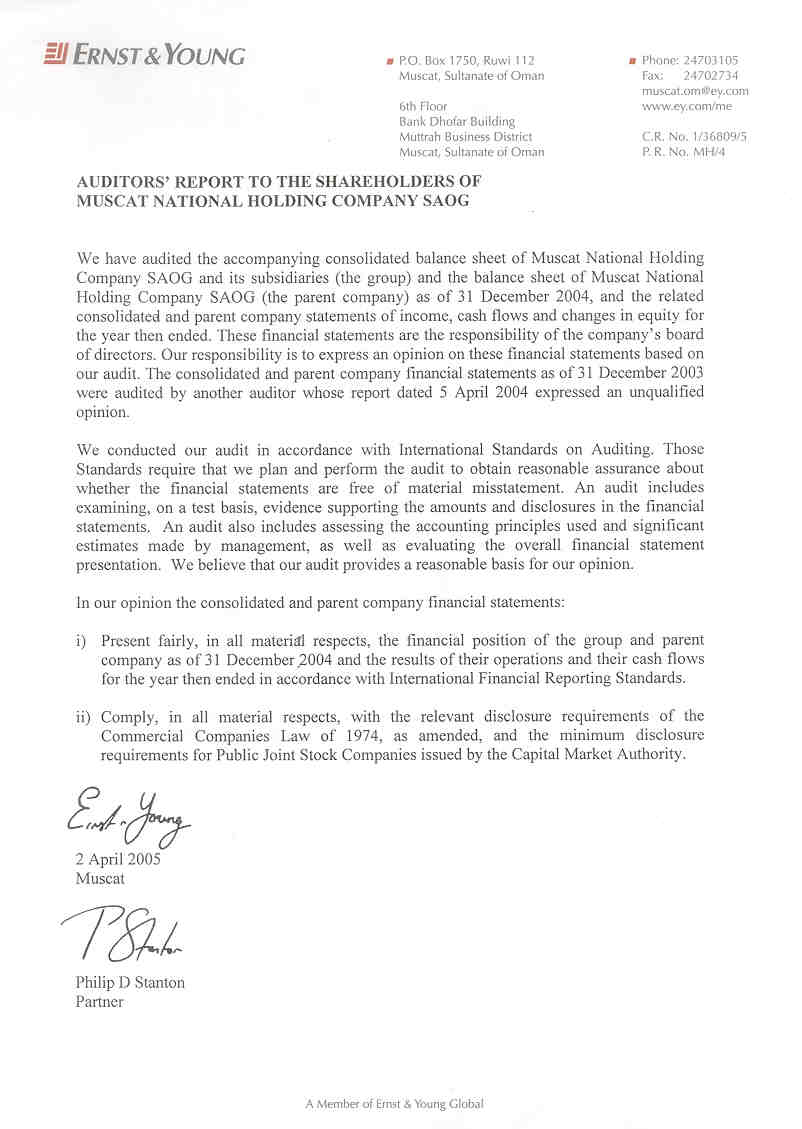 ERNST & YOUNG
P.O. Box 1750, Ruwi 112
Muscat, Sultanate of Oman
6th Floor
Bank Dhofar Building
Muttrah Business District
Muscat, Sultanate of Oman
Phone: 24703105
Fax: 24702734
muscat.om@ey.com
www.ey.com/me
C.R. No. 1/36809/5
P. R. No. MH/4
AUDITORS' REPORT TO THE SHAREHOLDERS OF
MUSCAT NATIONAL HOLDING COMPANY SAOG
We have audited the accompanying consolidated balance sheet of Muscat National Holding
Company SAOG and its subsidiaries (the group) and the balance sheet of Muscat National
Holding Company SAOG (the parent company) as of 31 December 2004, and the related
consolidated and parent company statements of income, cash flows and changes in equity for
the year then ended. These financial statements are the responsibility of the company's board
of directors. Our responsibility is to express an opinion on these financial statements based on
our audit. The consolidated and parent company financial statements as of 31 December 2003
were audited by another auditor whose report dated 5 April 2004 expressed an unqualified
opinion.
We conducted our audit in accordance with International Standards on Auditing. Those
Standards require that we plan and perform the audit to obtain reasonable assurance about
whether the financial statements are free of material misstatement. An audit includes
examining, on a test basis, evidence supporting the amounts and disclosures in the financial
statements. An audit also includes assessing the accounting principles used and significant
estimates made by management, as well as evaluating the overall financial statement
presentation. We believe that our audit provides a reasonable basis for our opinion.
In our opinion the consolidated and parent company financial statements:
i) Present fairly, in all material respects, the financial position of the group and parent
company as of 31 December 2004 and the results of their operations and their cash flows
for the year then ended in accordance with International Financial Reporting Standards.
ii) Comply, in all material respects, with the relevant disclosure requirements of the
Commercial Companies Law of 1974, as amended, and the minimum disclosure
requirements for Public Joint Stock Companies issued by the Capital Market Authority.
Ernst & Young
2 April 2005
Muscat
P Stanton
Philip D Stanton
Partner
A Member of Ernst & Young Global